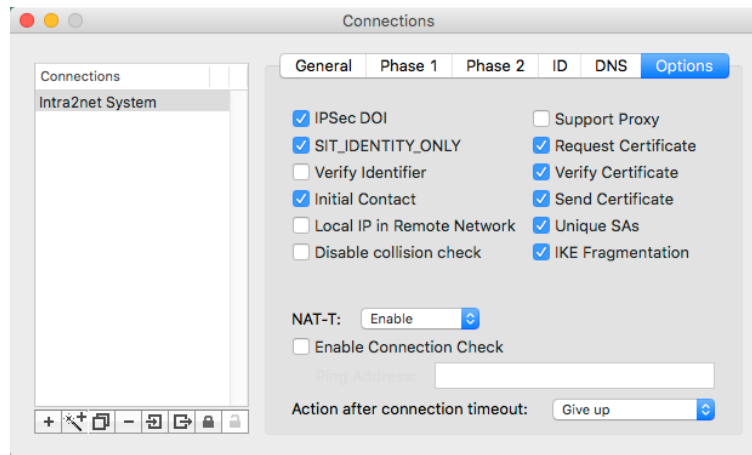 Connections
General Phase 1 Phase 2 ID DNS Options
Connections
Intra2net System
IPSec DOI
SIT_IDENTITY_ONLY
Verify Identifier
Initial Contact
Local IP in Remote Network
Disable collision check
Support Proxy
Request Certificate
Verify Certificate
Send Certificate
Unique SAs
IKE Fragmentation
NAT-T: Enable
Enable Connection Check
Ping Address:
Action after connection timeout: Give up